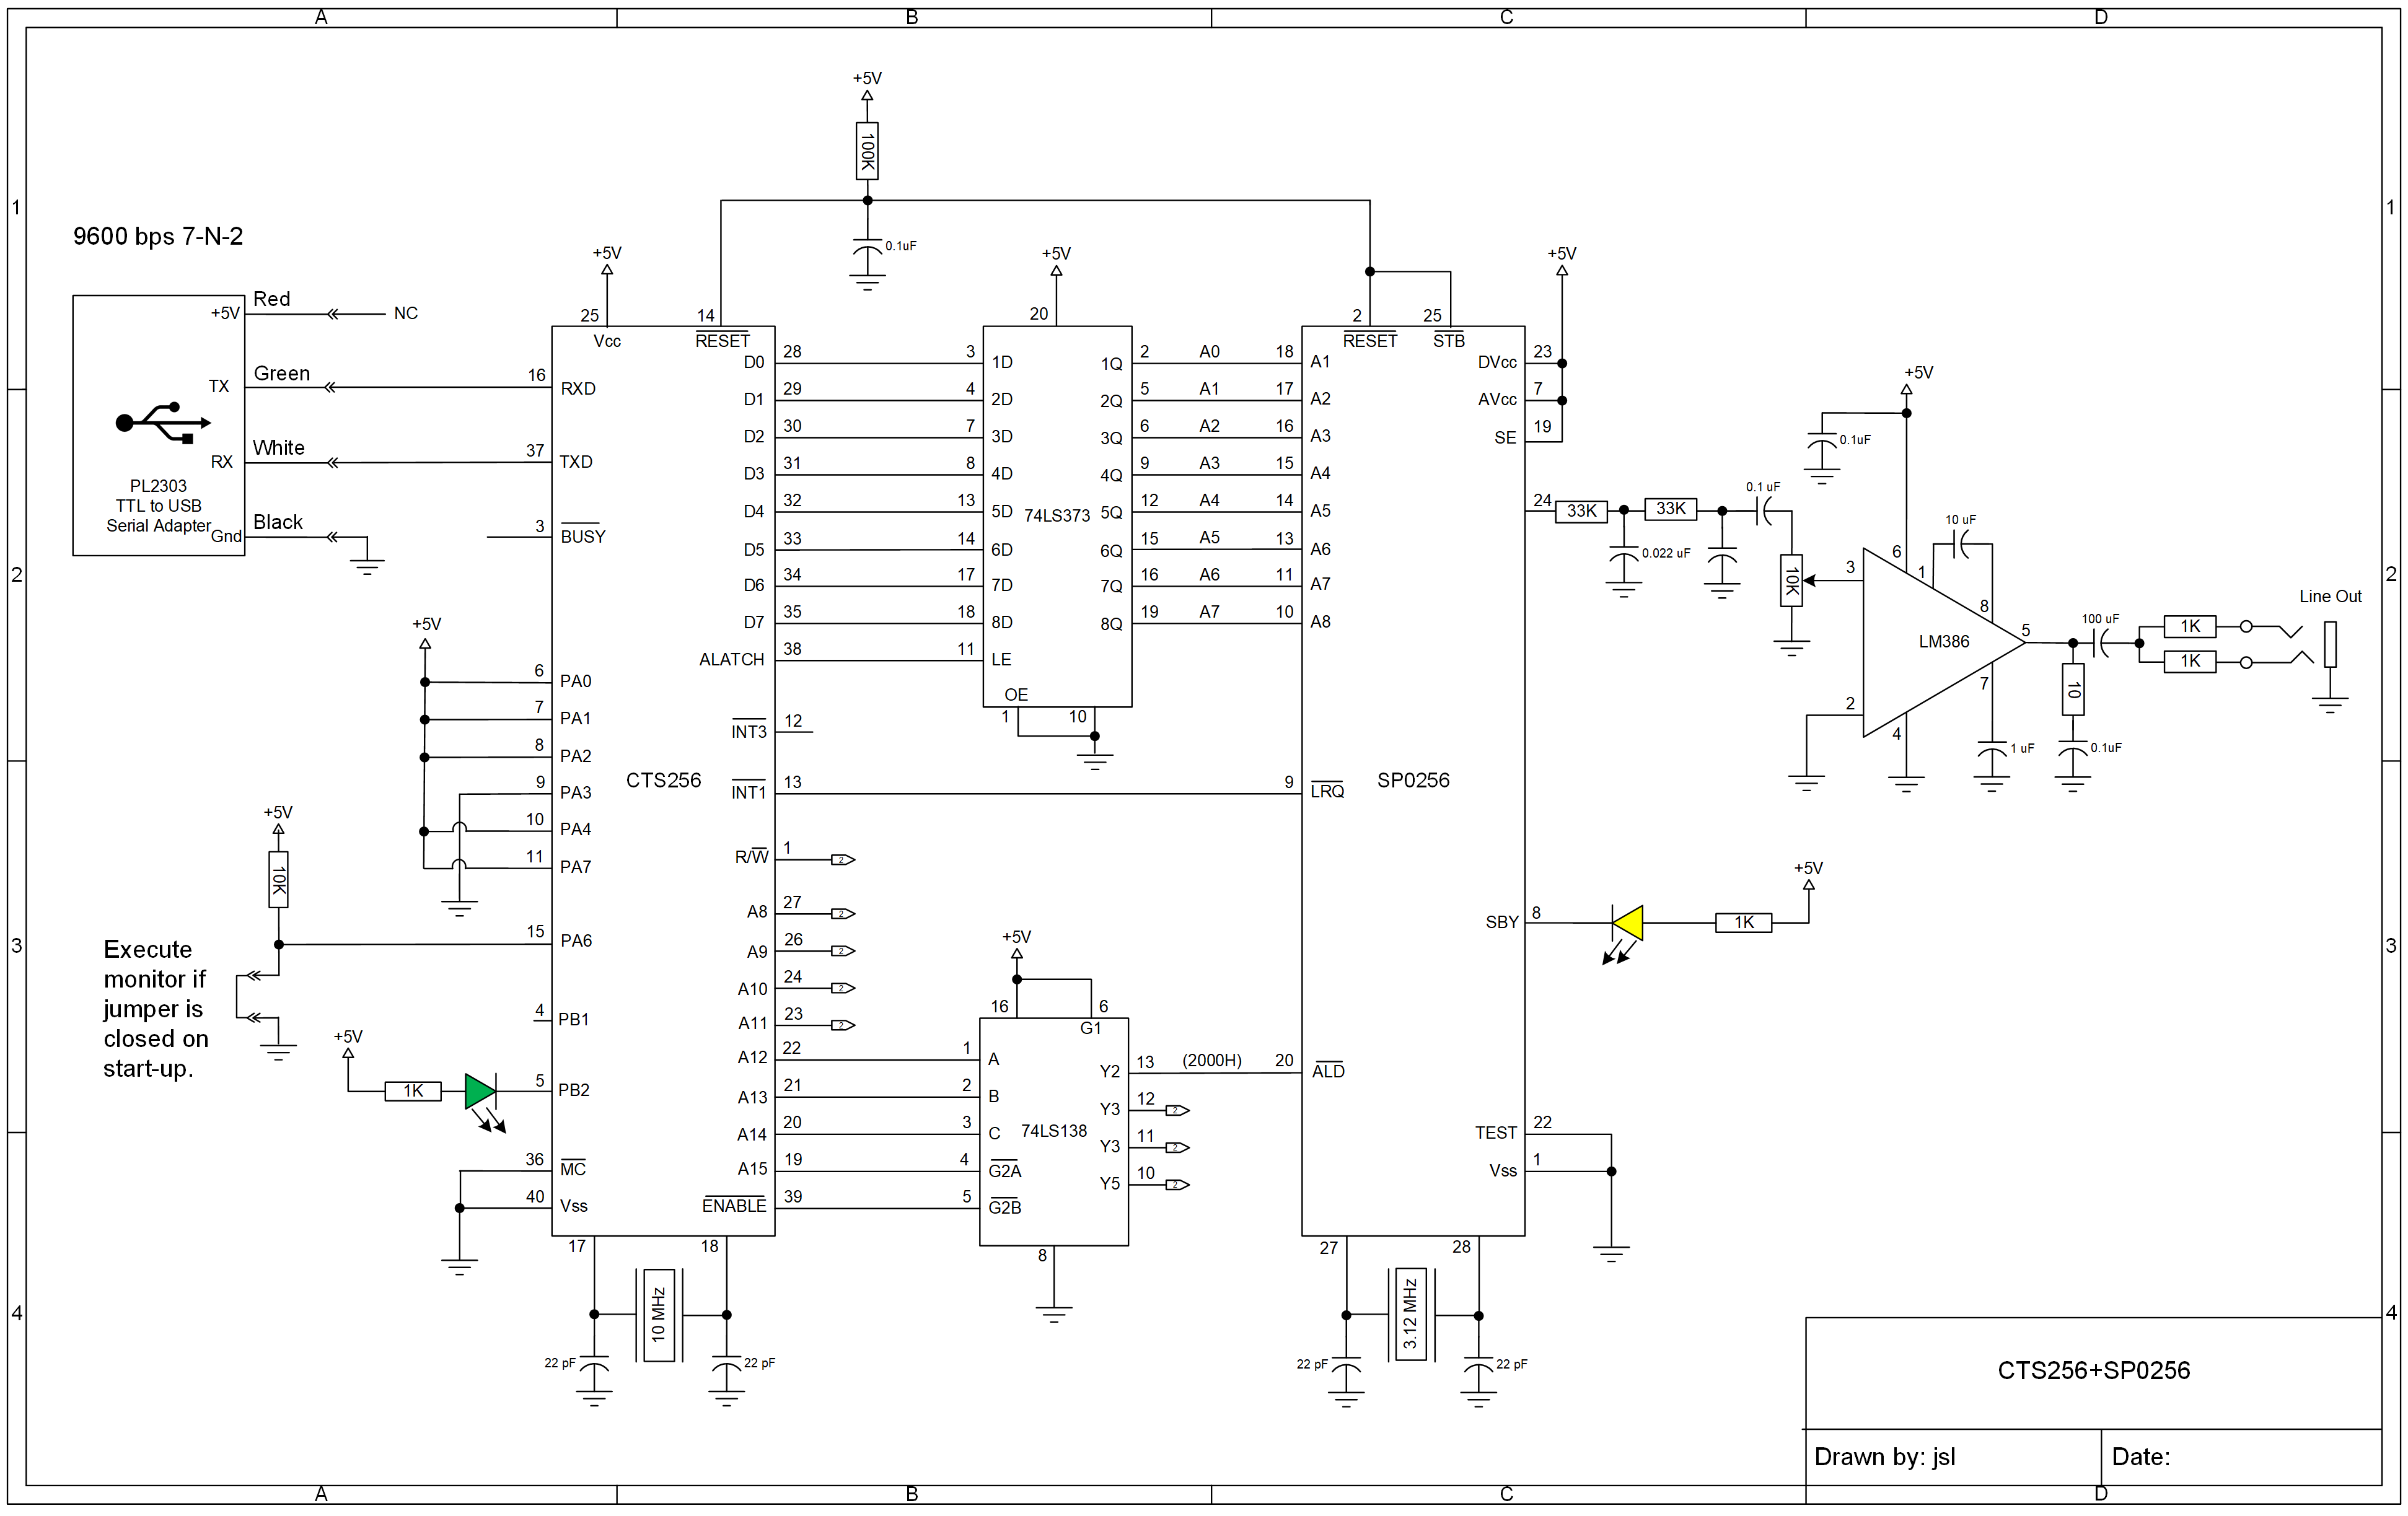 A
B
C
D
1
2
3
4
1
2
3
4
A
B
C
D
+5V
100K
0.1uF
9600 bps 7-N-2
+5V
Red
NC
TX
Green
RX
White
PL2303
TTL to USB
Serial Adapter
Gnd
Black
+5V
25
Vcc
14
RESET
16
RXD
37
TXD
3
BUSY
+5V
6
PA0
7
PA1
8
PA2
9
PA3
10
PA4
11
PA7
+5V
10K
15
PA6
Execute
monitor if
jumper is
closed on
start-up.
4
PB1
+5V
1K
5
PB2
36
MC
40
Vss
CTS256
D0
28
D1
29
D2
30
D3
31
D4
32
D5
33
D6
34
D7
35
ALATCH
38
INT3
12
INT1
13
R/W
1
2
A8
27
2
A9
26
2
A10
24
2
A11
23
2
A12
22
A13
21
A14
20
A15
19
ENABLE
39
17
18
10 MHz
22 pF
22 pF
+5V
20
3
1D
4
2D
7
3D
8
4D
13
5D
14
6D
17
7D
18
8D
11
LE
74LS373
OE
1
10
1Q
2
A0
2Q
5
A1
3Q
6
A2
4Q
9
A3
5Q
12
A4
6Q
15
A5
7Q
16
A6
8Q
19
A7
+5V
16
6
G1
1
A
2
B
3
C
4
G2A
5
G2B
74LS138
8
Y2
13
(2000H)
Y3
12
2
Y3
11
2
Y5
10
2
2
RESET
25
STB
18
A1
17
A2
16
A3
15
A4
14
A5
13
A6
11
A7
10
A8
9
LRQ
20
ALD
SP0256
+5V
DVcc
23
AVcc
7
SE
19
24
33K
33K
0.022 uF
0.1 uF
10K
SBY
8
1K
+5V
TEST
22
Vss
1
27
28
3.12 MHz
22 pF
22 pF
+5V
0.1uF
6
10 uF
1
8
3
2
LM386
5
7
4
1 uF
100 uF
10
0.1uF
1K
1K
Line Out
CTS256+SP0256
Drawn by: jsl
Date: